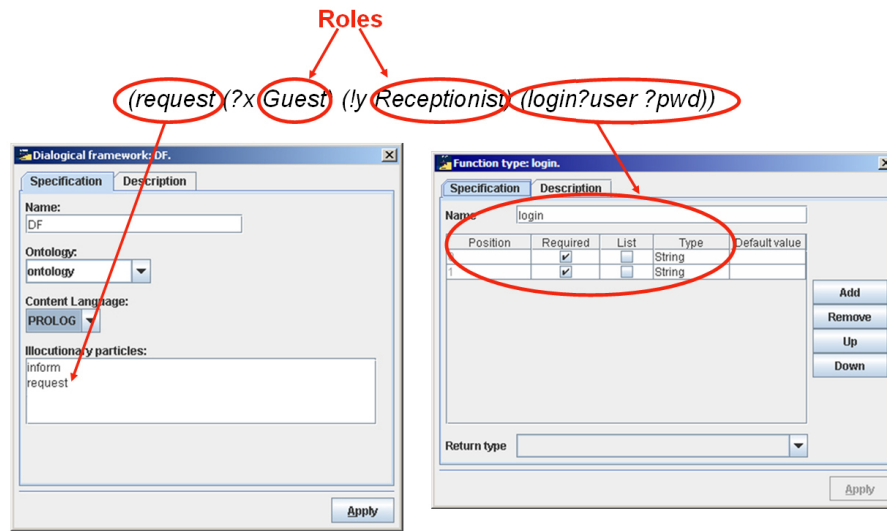 Roles
(request (?x Guest) (!y Receptionist) (login?user ?pwd))
Dialogical framework: DF.
Specification Description
Name:
DF
Ontology:
ontology
Content Language:
PROLOG
Illocutionary particles:
inform
request
Apply
Function type: login.
Specification Description
Name login
Position Required List Type Default value
0 String
1 String
Add
Remove
Up
Down
Return type
Apply